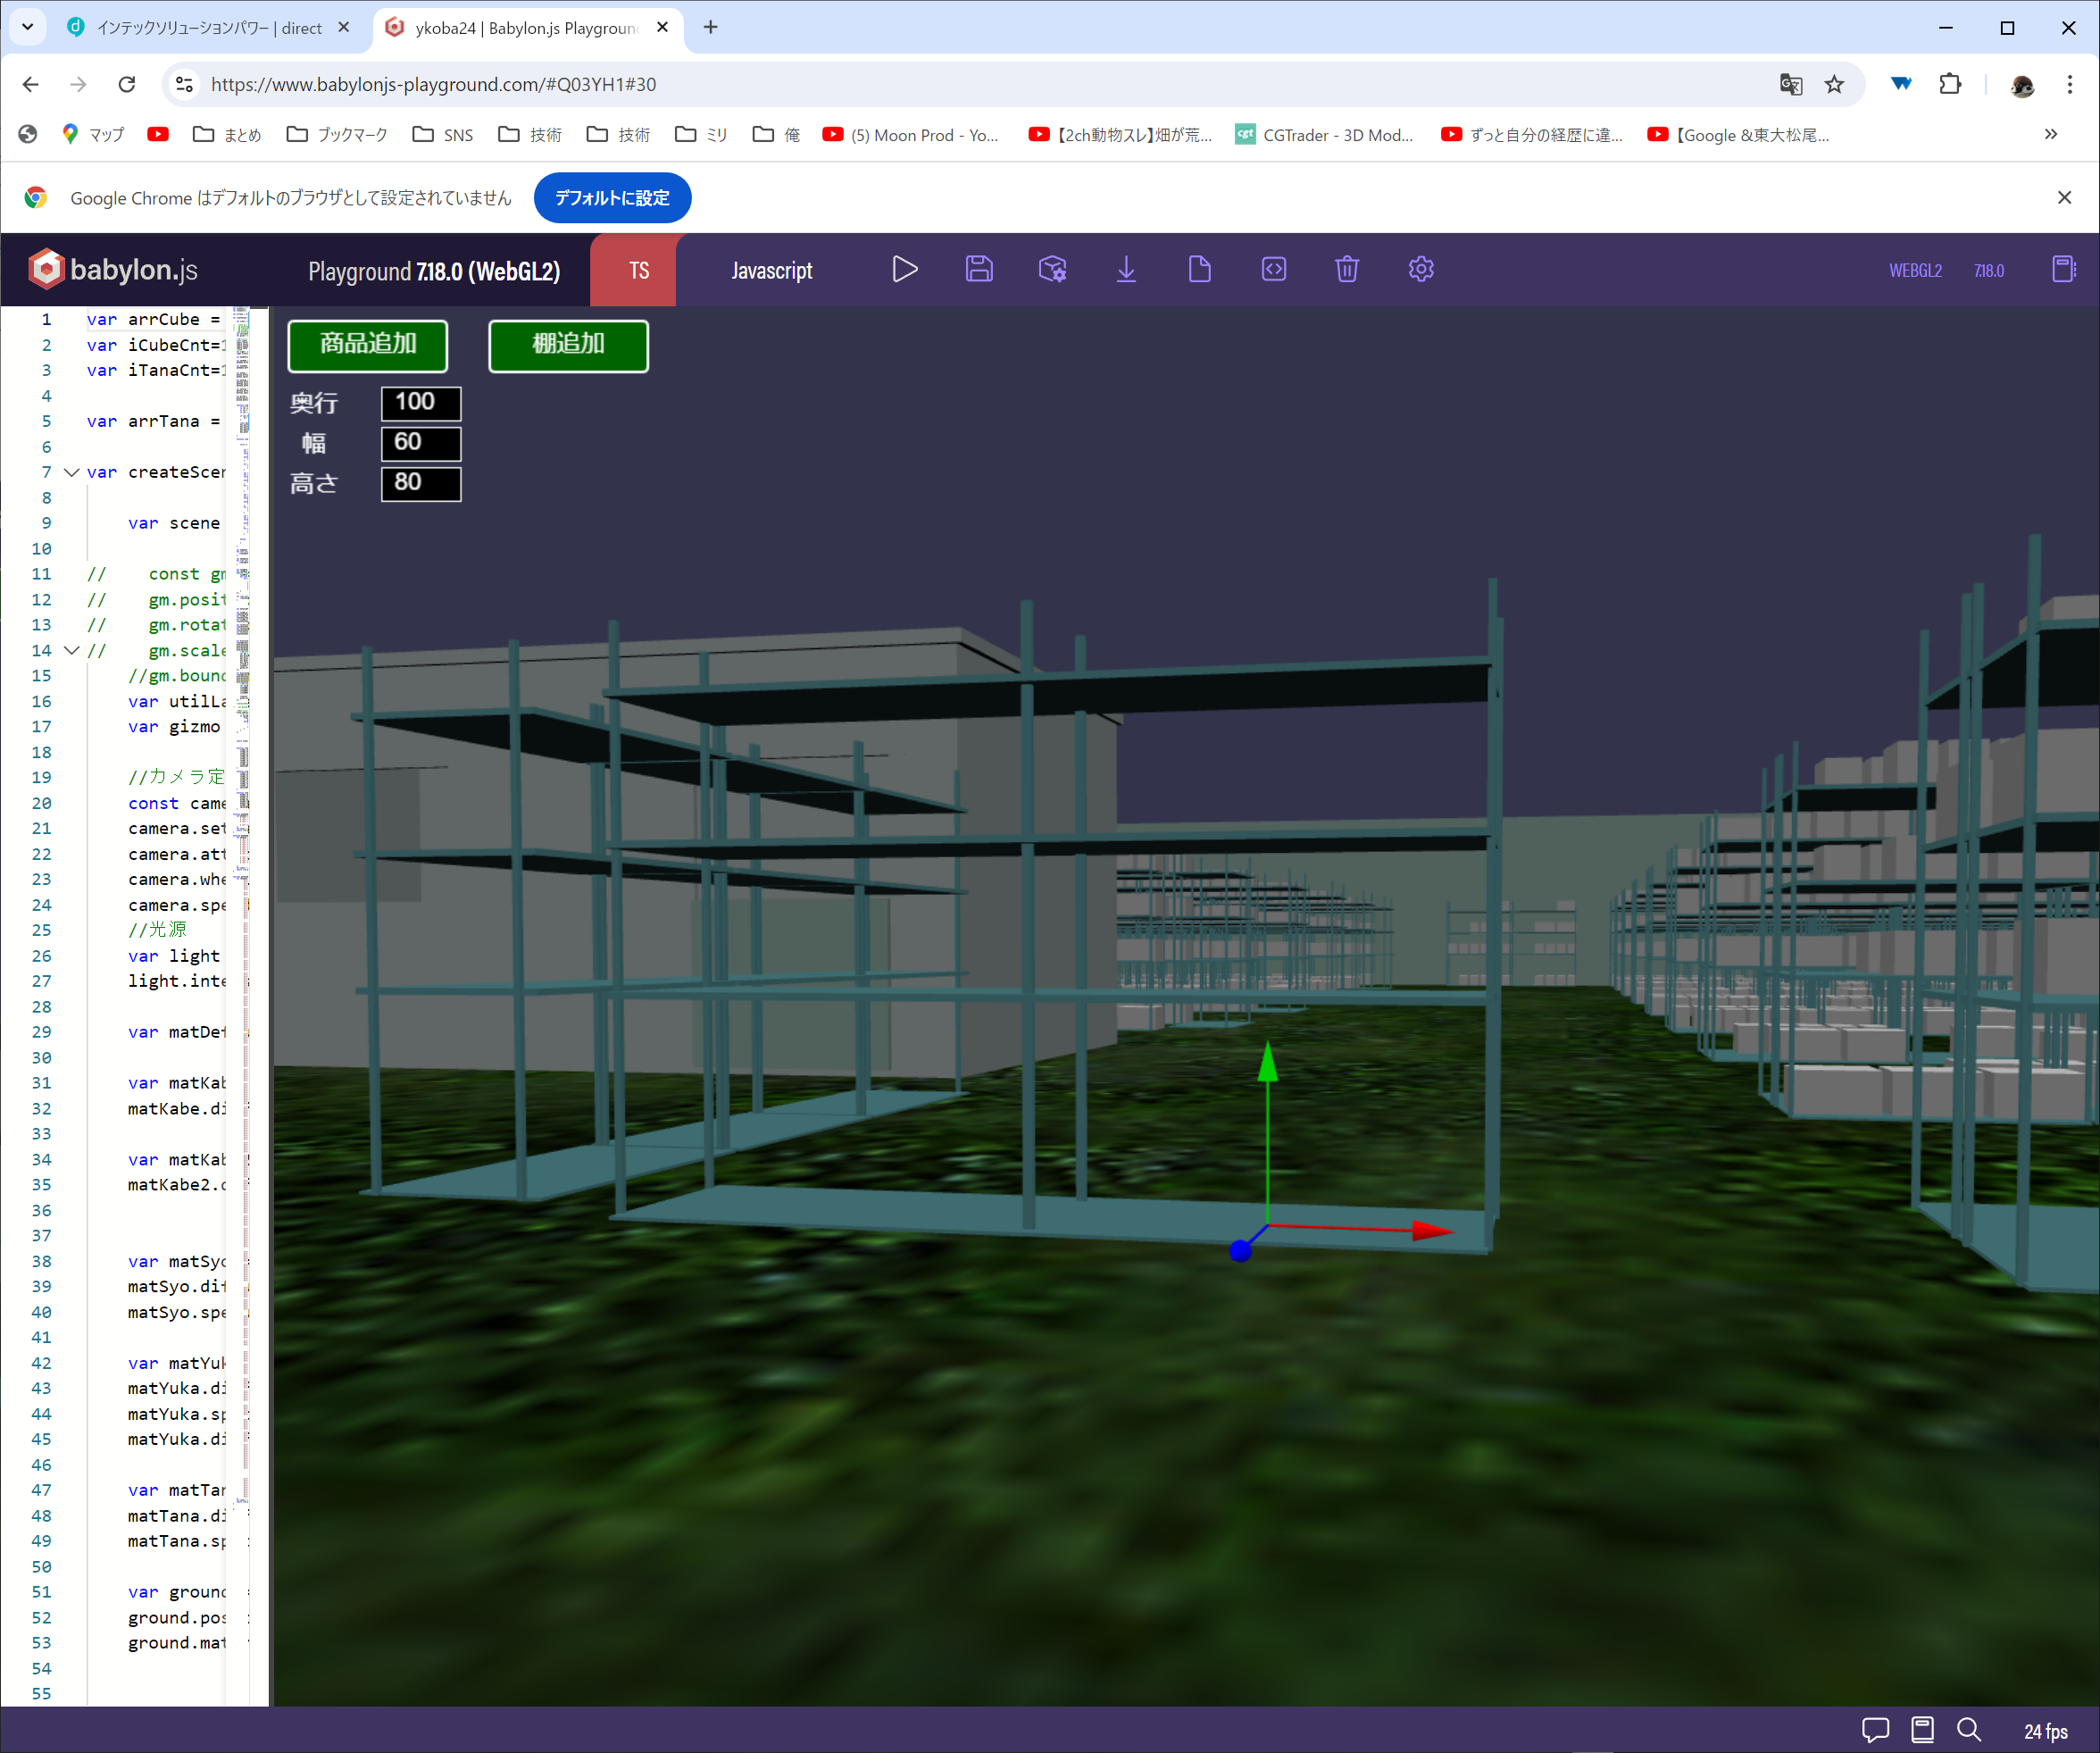 インテックソリューションパワー | direct
ykoba24 | Babylon.js Playground
https://www.babylonjs-playground.com/#Q03YH1#30
マップ
まとめ
ブックマーク
SNS
技術
技術
ミリ
俺
(5) Moon Prod - Yo...
【2ch動物スレ】畑が荒...
cgt
CGTrader - 3D Mod...
ずっと自分の経歴に違...
【Google &東大松尾...
Google Chrome はデフォルトのブラウザとして設定されていません
デフォルトに設定
babylon.js
Playground 7.18.0 (WebGL2)
TS
Javascript
WEBGL2
7.18.0
1 var arrCube =
2 var iCubeCnt=1
3 var iTanaCnt=1
4
5 var arrTana =
6
7 var createScen
8
9 var scene
10
11 // const gm
12 // gm.posit
13 // gm.rotat
14 // gm.scale
15 //gm.bound
16 var utilLa
17 var gizmo
18
19 //カメラ定
20 const came
21 camera.set
22 camera.att
23 camera.whe
24 camera.spe
25 //光源
26 var light
27 light.inte
28
29 var matDef
30
31 var matKab
32 matKabe.di
33
34 var matKab
35 matKabe2.d
36
37
38 var matSyo
39 matSyo.dif
40 matSyo.spe
41
42 var matYuk
43 matYuka.di
44 matYuka.sp
45 matYuka.di
46
47 var matTan
48 matTana.di
49 matTana.sp
50
51 var ground
52 ground.pos
53 ground.mat
54
55
商品追加
棚追加
奥行 100
幅 60
高さ 80
24 fps